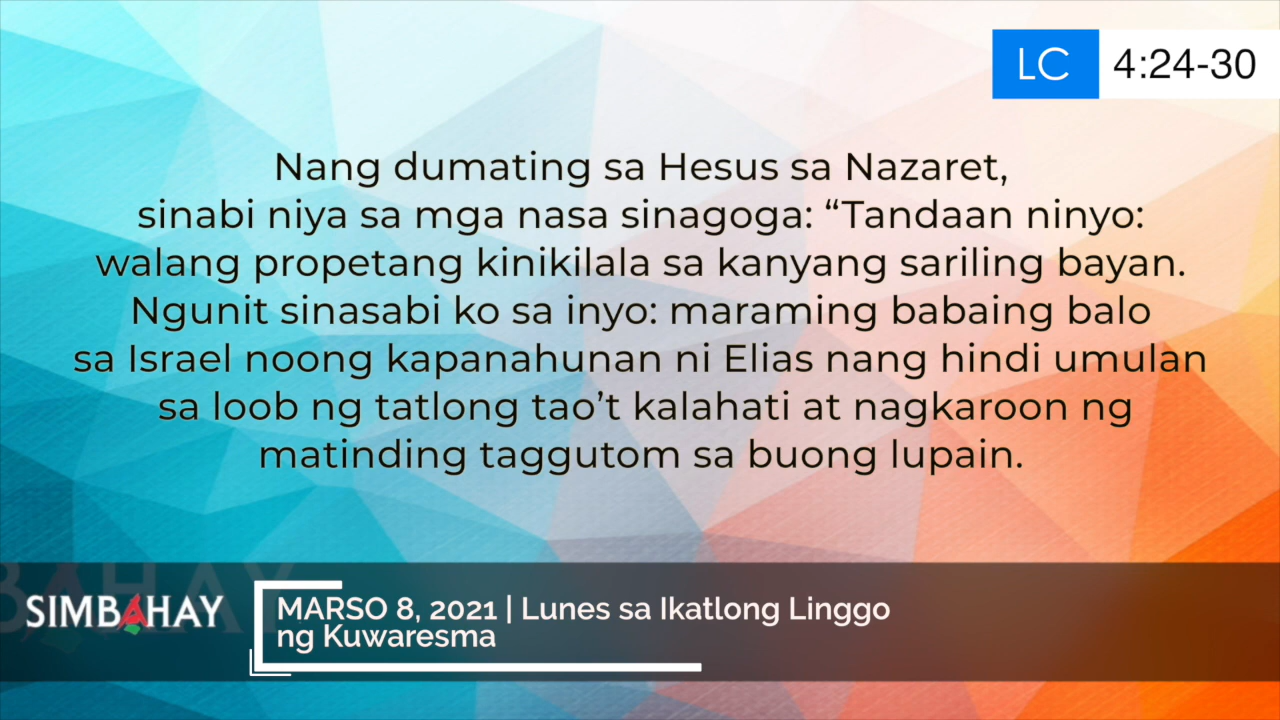 LC 4:24-30
Nang dumating sa Hesus sa Nazaret,
sinabi niya sa mga nasa sinagoga: “Tandaan ninyo:
walang propetang kinikilala sa kanyang sariling bayan.
Ngunit sinasabi ko sa inyo: maraming babaing balo
sa Israel noong kapanahunan ni Elias nang hindi umulan
sa loob ng tatlong tao’t kalahati at nagkaroon ng
matinding taggutom sa buong lupain.
SIMBAHAY
MARSO 8, 2021 | Lunes sa Ikatlong Linggo
ng Kuwaresma